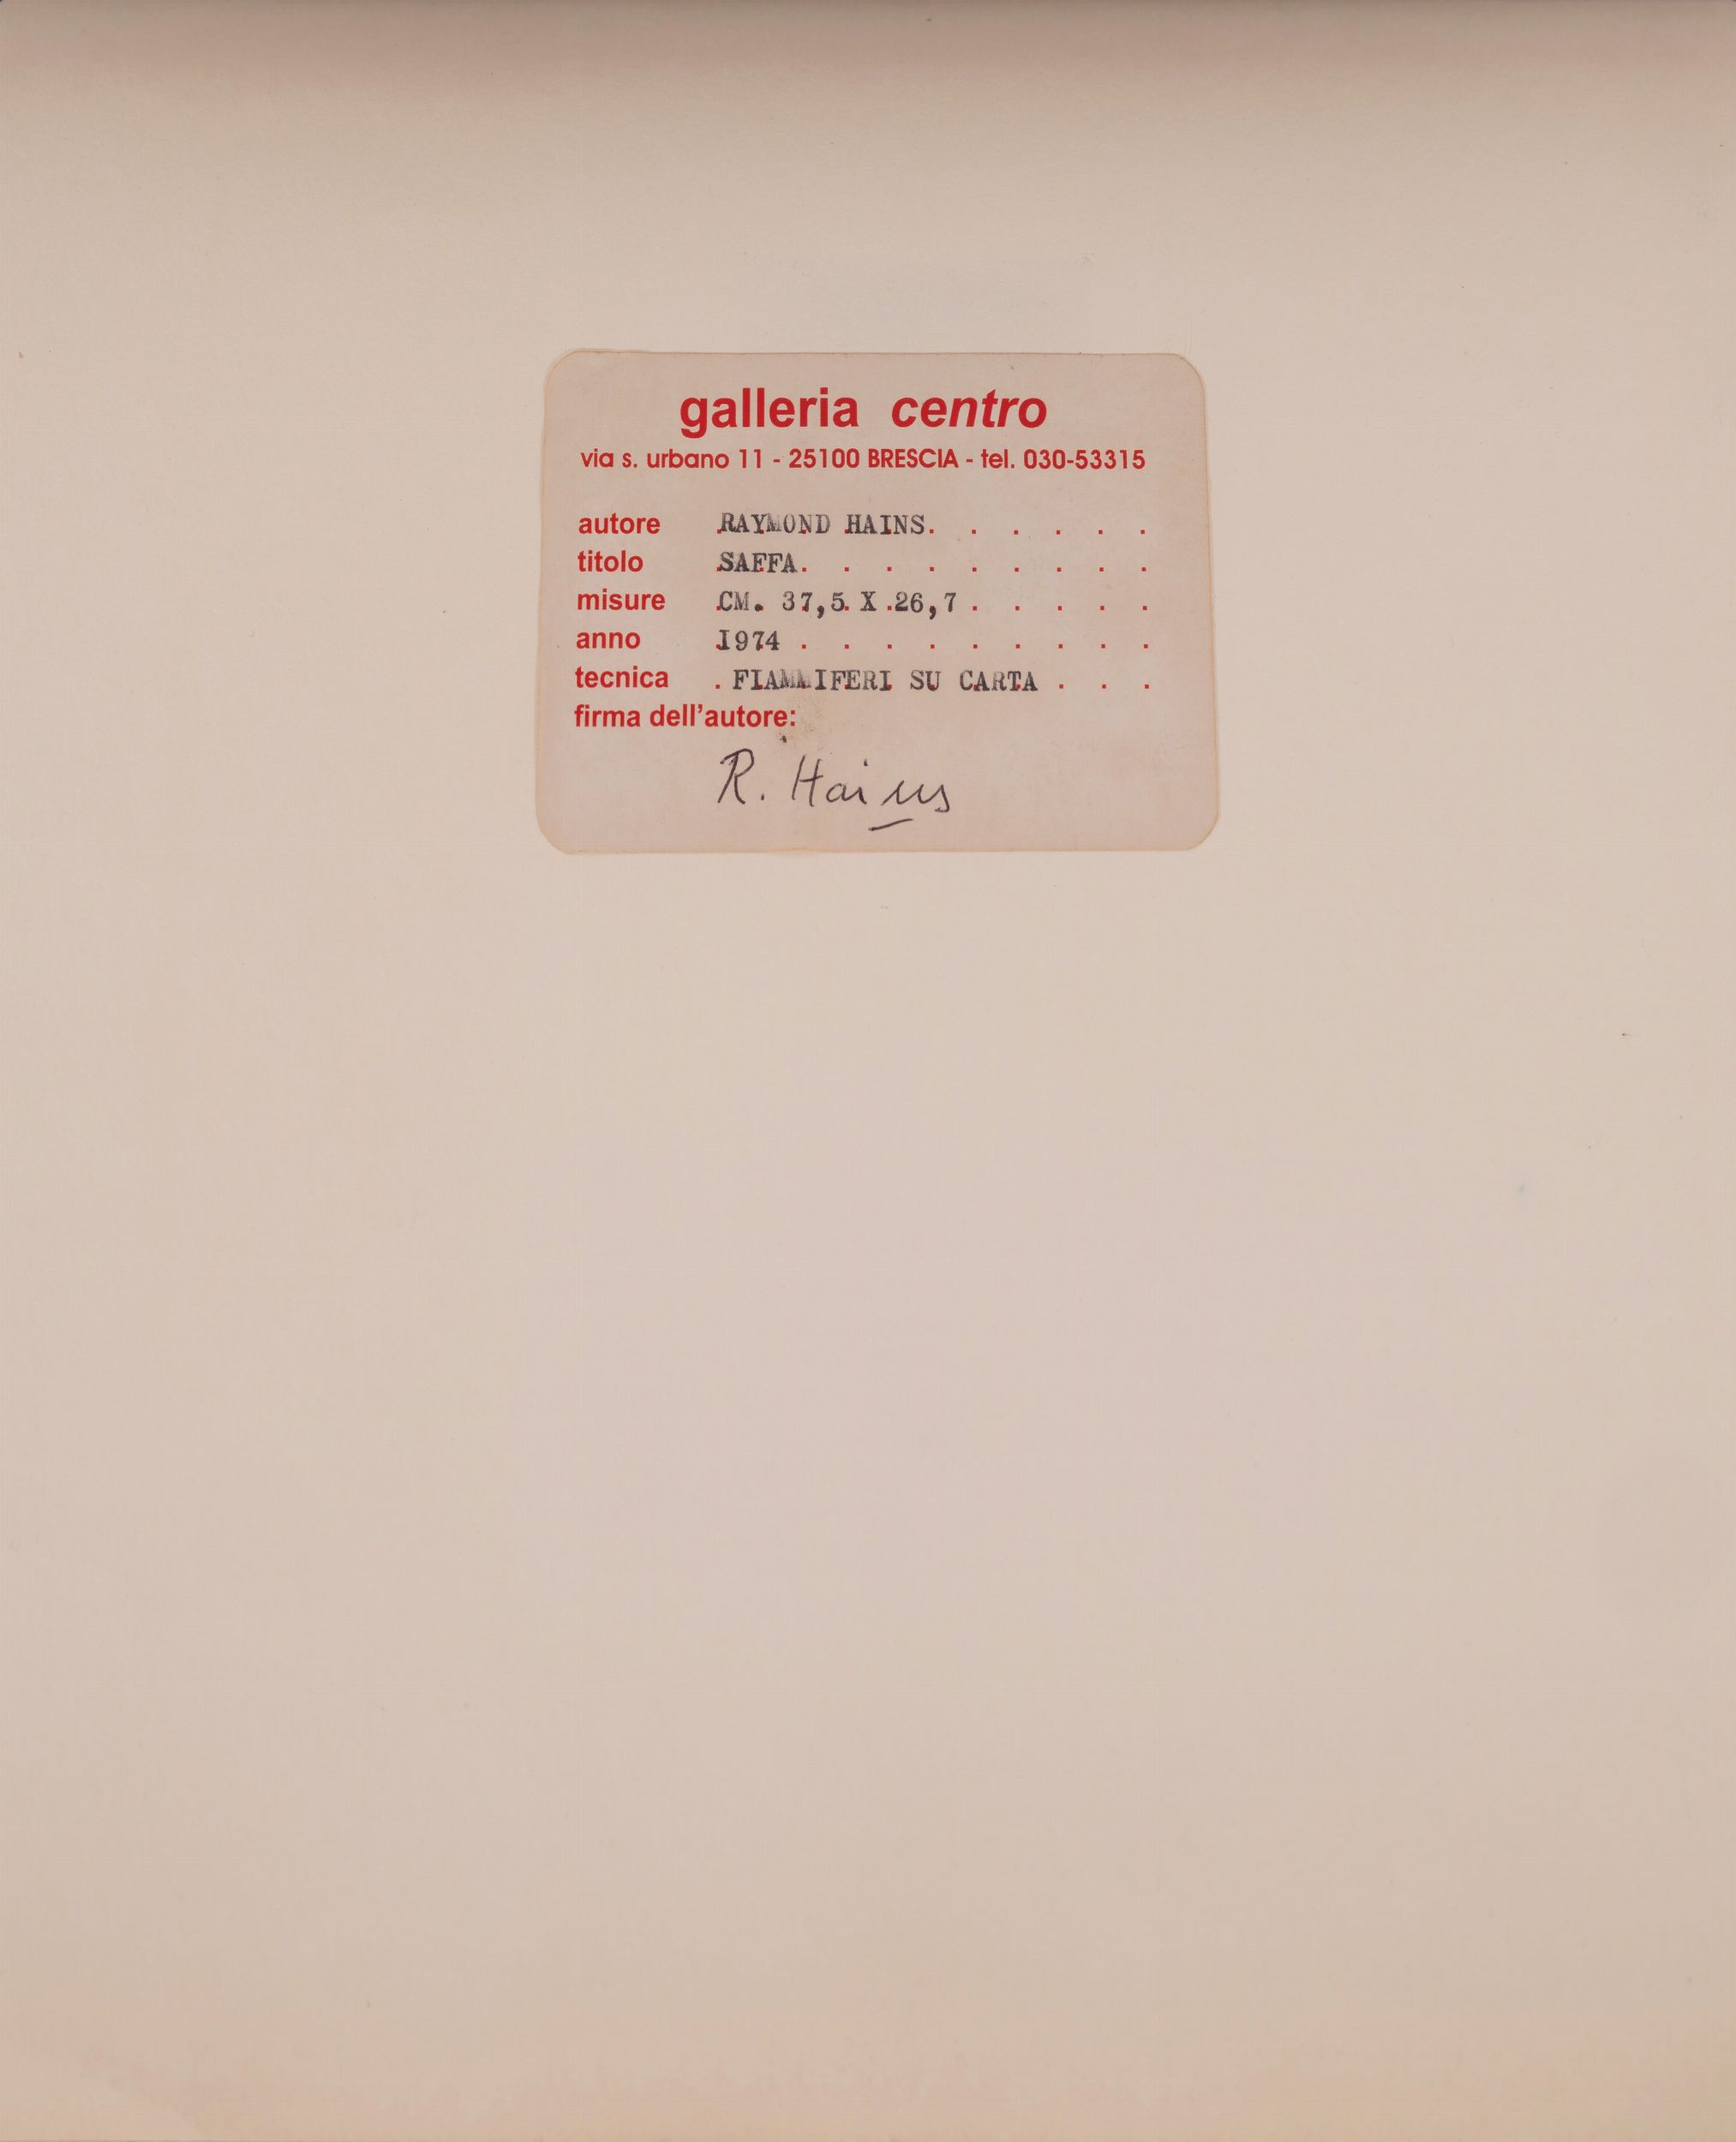 galleria centro
via s. urbano 11 - 25100 BRESCIA - tel. 030-53315
autore RAYMOND HAINS. . . . . .
titolo SAFFA. . . . . . . . .
misure CM. 37,5 X 26,7 . . . . .
anno 1974 . . . . . . . . .
tecnica . FIAMMIFERI SU CARTA . . .
firma dell'autore:
R. Hains